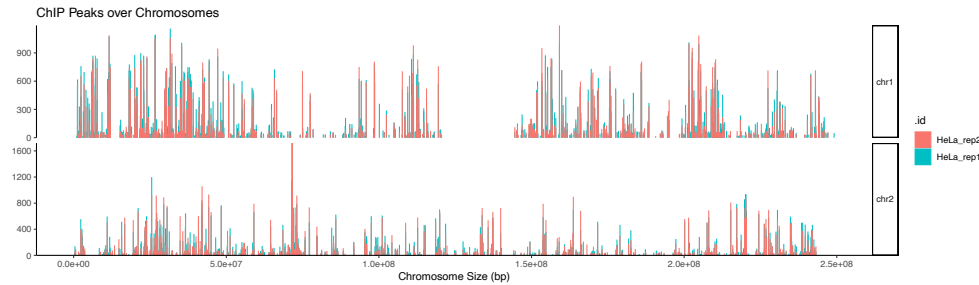 ChIP Peaks over Chromosomes
900
600
300
0
chr1
1600
1200
800
400
0
chr2
0.0e+00 5.0e+07 1.0e+08 1.5e+08 2.0e+08 2.5e+08
Chromosome Size (bp)
.id
HeLa_rep2
HeLa_rep1